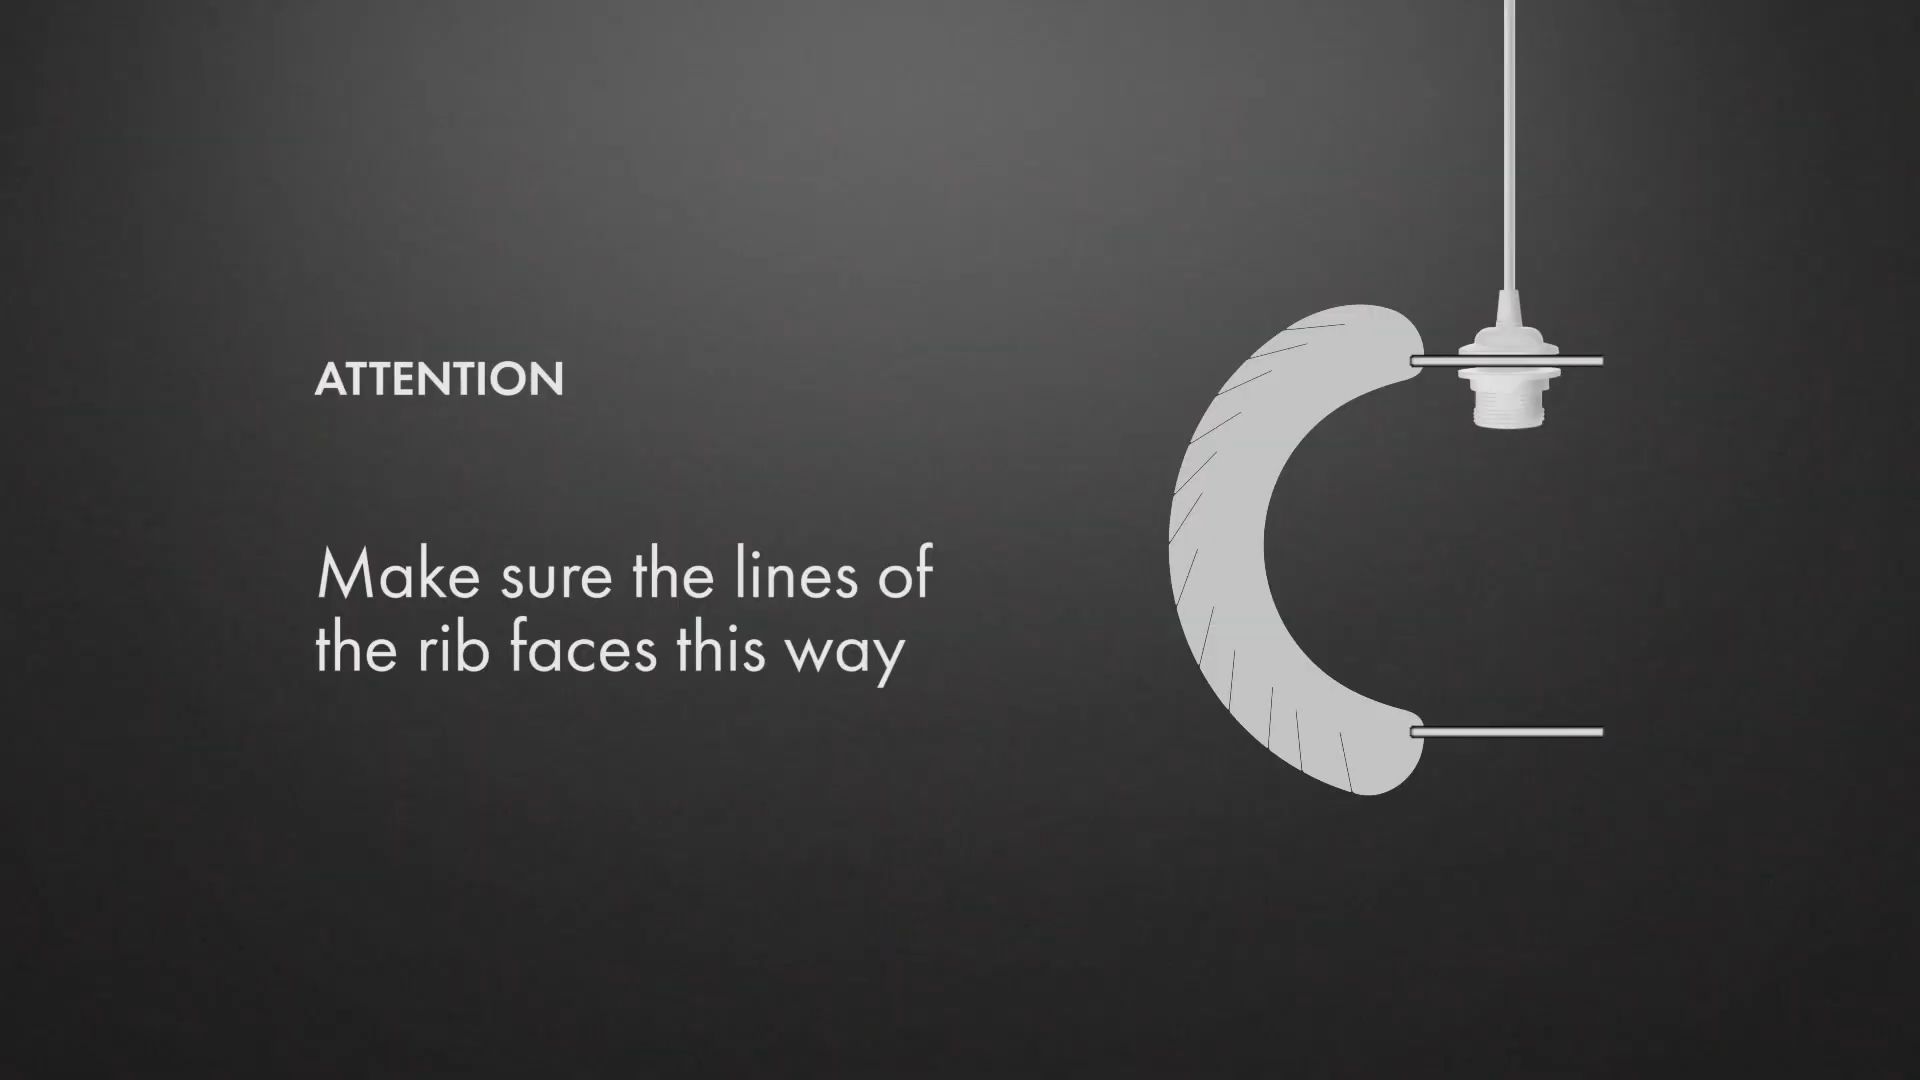 ATTENTION
Make sure the lines of
the rib faces this way